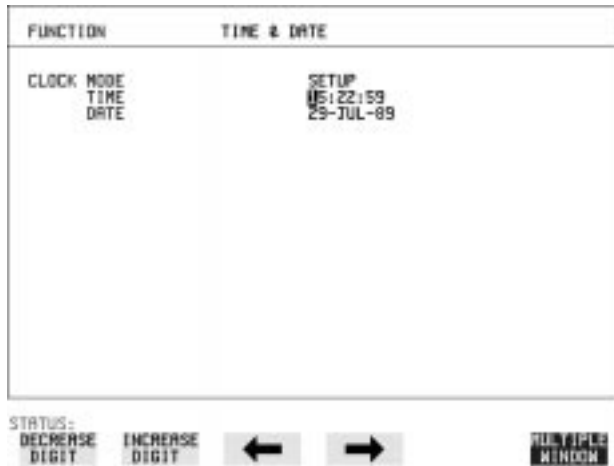 FUNCTION TIME & DATE
CLOCK MODE SETUP
TIME 05:22:59
DATE 29-JUL-89
STATUS:
DECREASE DIGIT
INCREASE DIGIT
MULTIPLE WINDOW